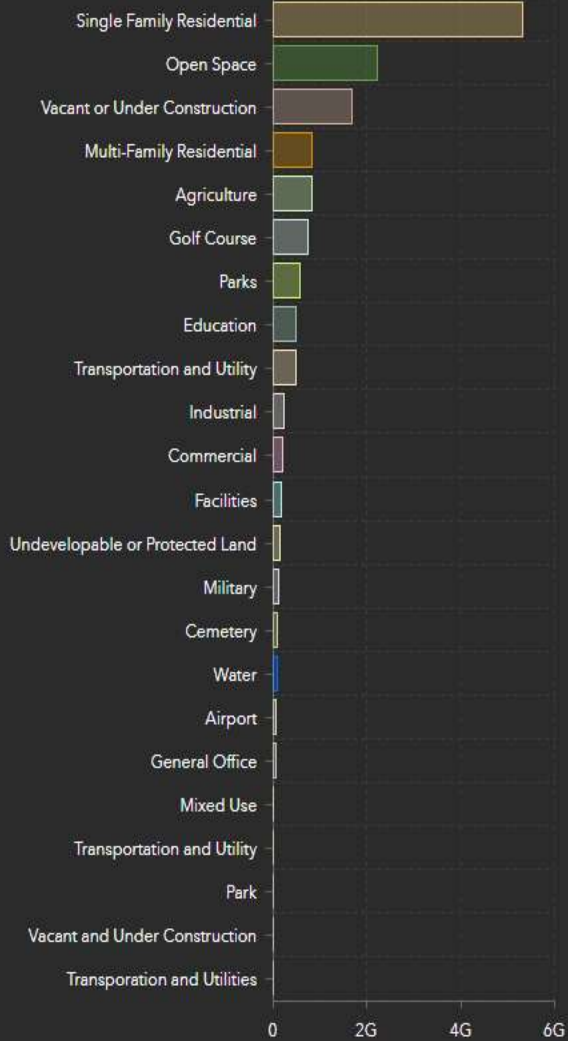 Single Family Residential
Open Space
Vacant or Under Construction
Multi-Family Residential
Agriculture
Golf Course
Parks
Education
Transportation and Utility
Industrial
Commercial
Facilities
Undevelopable or Protected Land
Military
Cemetery
Water
Airport
General Office
Mixed Use
Transportation and Utility
Park
Vacant and Under Construction
Transporation and Utilities
0 2G 4G 6G